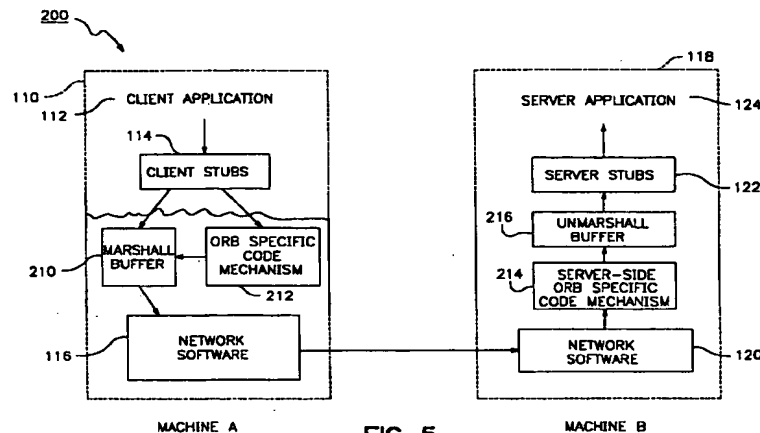 200
110
CLIENT APPLICATION
112
114
CLIENT STUBS
MARSHALL
BUFFER
210
ORB SPECIFIC
CODE
MECHANISM
212
116
NETWORK
SOFTWARE
MACHINE A
118
SERVER APPLICATION
124
SERVER STUBS
122
216
UNMARSHALL
BUFFER
214
SERVER-SIDE
ORB SPECIFIC
CODE MECHANISM
NETWORK
SOFTWARE
120
MACHINE B
FIG. 5